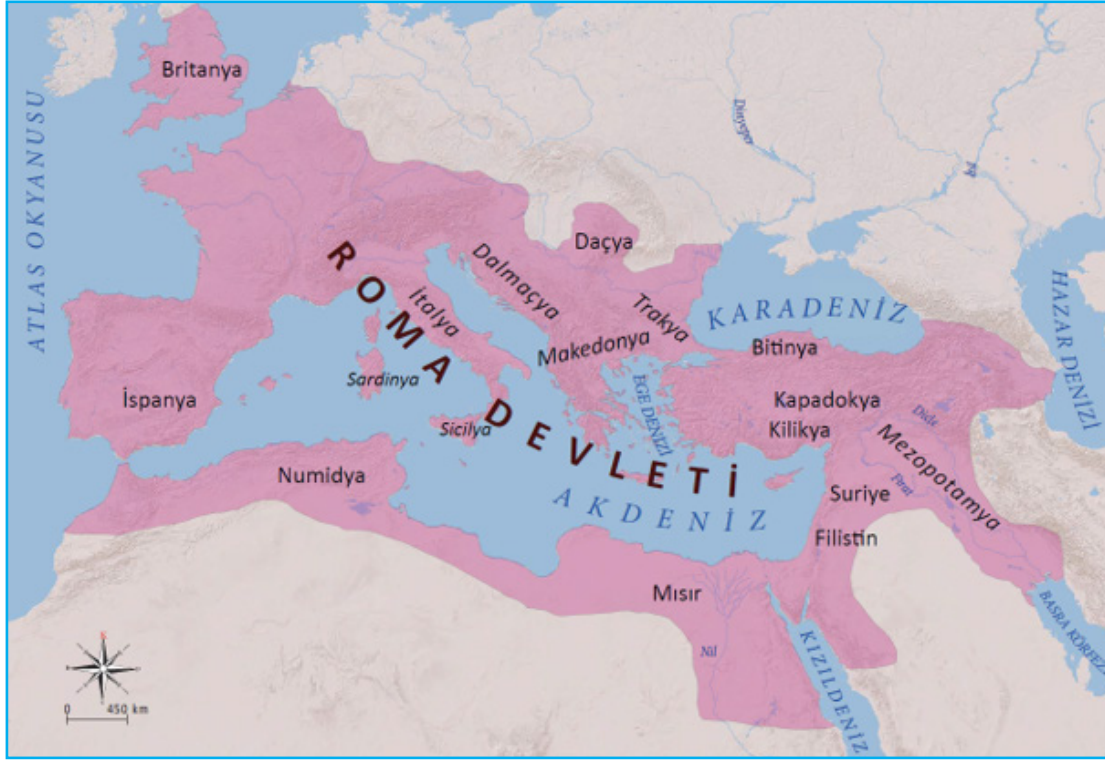 Britanya
ATLAS OKYANUSU
Dinyeper
Daçya
Dalmaçya
İtalya
Trakya
KARADENİZ
HAZAR DENİZİ
Makedonya
Bitinya
ROMA DEVLETİ
Sardinya
İspanya
EGE DENİZİ
Kapadokya
Dicle
Sicilya
Kilikya
Mezopotamya
Numidya
Suriye
Fırat
AKDENİZ
Filistin
Mısır
BASRA KÖRFEZİ
Nil
KIZILDENİZ
0 450 km